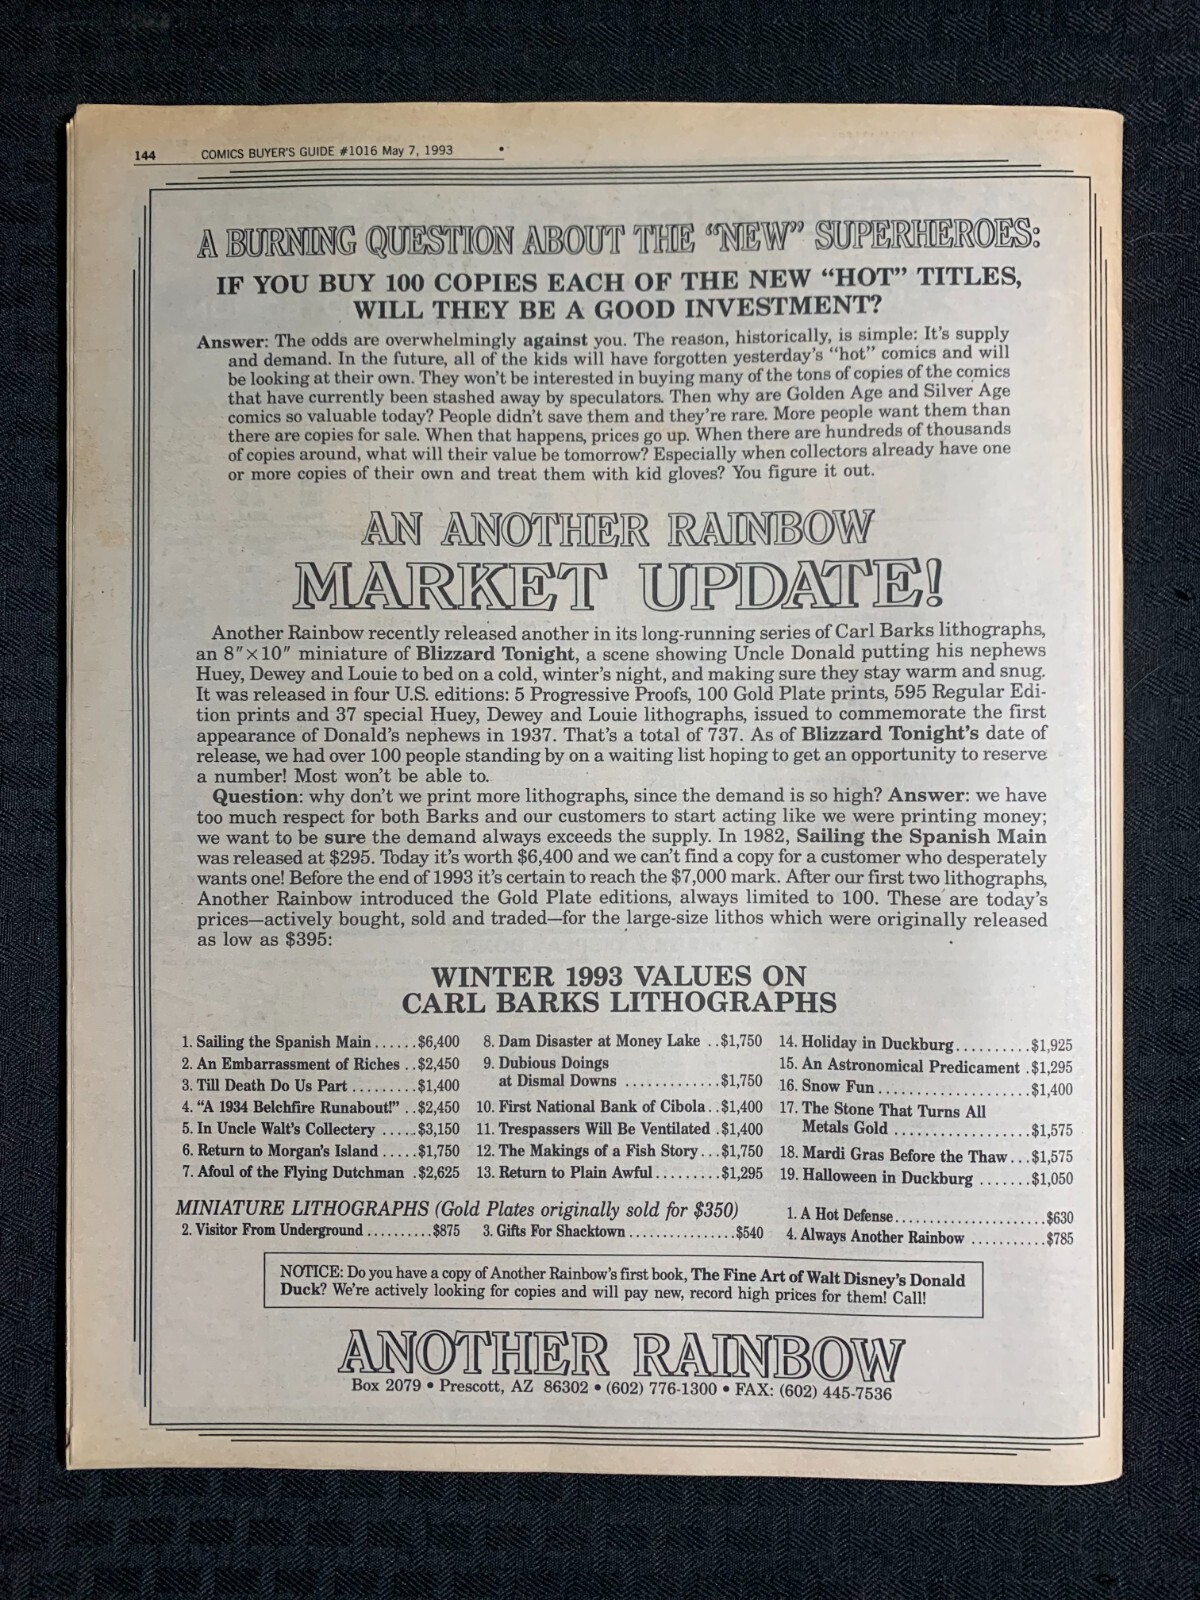 144 COMICS BUYER'S GUIDE #1016 May 7, 1993
A BURNING QUESTION ABOUT THE "NEW" SUPERHEROES:
IF YOU BUY 100 COPIES EACH OF THE NEW "HOT" TITLES,
WILL THEY BE A GOOD INVESTMENT?
Answer: The odds are overwhelmingly against you. The reason, historically, is simple: It's supply
and demand. In the future, all of the kids will have forgotten yesterday's "hot" comics and will
be looking at their own. They won't be interested in buying many of the tons of copies of the comics
that have currently been stashed away by speculators. Then why are Golden Age and Silver Age
comics so valuable today? People didn't save them and they're rare. More people want them than
there are copies for sale. When that happens, prices go up. When there are hundreds of thousands
of copies around, what will their value be tomorrow? Especially when collectors already have one
or more copies of their own and treat them with kid gloves? You figure it out.
AN ANOTHER RAINBOW
MARKET UPDATE!
Another Rainbow recently released another in its long-running series of Carl Barks lithographs,
an 8"×10" miniature of Blizzard Tonight, a scene showing Uncle Donald putting his nephews
Huey, Dewey and Louie to bed on a cold, winter's night, and making sure they stay warm and snug.
It was released in four U.S. editions: 5 Progressive Proofs, 100 Gold Plate prints, 595 Regular Edi-
tion prints and 37 special Huey, Dewey and Louie lithographs, issued to commemorate the first
appearance of Donald's nephews in 1937. That's a total of 737. As of Blizzard Tonight's date of
release, we had over 100 people standing by on a waiting list hoping to get an opportunity to reserve
a number! Most won't be able to.
Question: why don't we print more lithographs, since the demand is so high? Answer: we have
too much respect for both Barks and our customers to start acting like we were printing money;
we want to be sure the demand always exceeds the supply. In 1982, Sailing the Spanish Main
was released at $295. Today it's worth $6,400 and we can't find a copy for a customer who desperately
wants one! Before the end of 1993 it's certain to reach the $7,000 mark. After our first two lithographs,
Another Rainbow introduced the Gold Plate editions, always limited to 100. These are today's
prices—actively bought, sold and traded—for the large-size lithos which were originally released
as low as $395:
WINTER 1993 VALUES ON
CARL BARKS LITHOGRAPHS
1. Sailing the Spanish Main ......$6,400
2. An Embarrassment of Riches ..$2,450
3. Till Death Do Us Part .........$1,400
4. "A 1934 Belchfire Runabout!" ..$2,450
5. In Uncle Walt's Collectery .....$3,150
6. Return to Morgan's Island .....$1,750
7. Afoul of the Flying Dutchman .$2,625
8. Dam Disaster at Money Lake ..$1,750
9. Dubious Doings
at Dismal Downs ............$1,750
10. First National Bank of Cibola..$1,400
11. Trespassers Will Be Ventilated .$1,400
12. The Makings of a Fish Story...$1,750
13. Return to Plain Awful.........$1,295
14. Holiday in Duckburg..........$1,925
15. An Astronomical Predicament .$1,295
16. Snow Fun ....................$1,400
17. The Stone That Turns All
Metals Gold ..................$1,575
18. Mardi Gras Before the Thaw...$1,575
19. Halloween in Duckburg .......$1,050
MINIATURE LITHOGRAPHS (Gold Plates originally sold for $350)
1. A Hot Defense.......................$630
2. Visitor From Underground..........$875
3. Gifts For Shacktown................$540
4. Always Another Rainbow ...........$785
NOTICE: Do you have a copy of Another Rainbow's first book, The Fine Art of Walt Disney's Donald
Duck? We're actively looking for copies and will pay new, record high prices for them! Call!
ANOTHER RAINBOW
Box 2079 • Prescott, AZ 86302 • (602) 776-1300 • FAX: (602) 445-7536